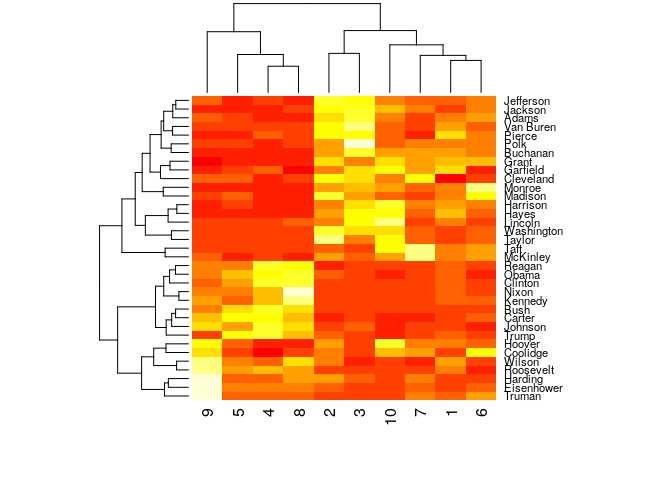 Jefferson
Jackson
Adams
Van Buren
Pierce
Polk
Buchanan
Grant
Garfield
Cleveland
Monroe
Madison
Harrison
Hayes
Lincoln
Washington
Taylor
Taft
McKinley
Reagan
Obama
Clinton
Nixon
Kennedy
Bush
Carter
Johnson
Trump
Hoover
Coolidge
Wilson
Roosevelt
Harding
Eisenhower
Truman
9 5 4 8 2 3 10 7 1 6